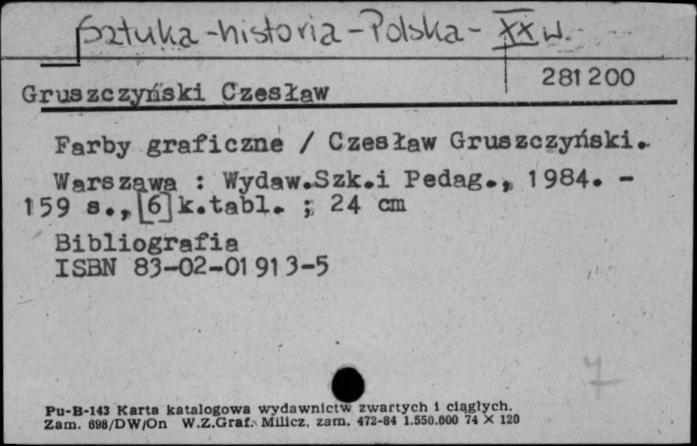 Sztuka - historia - Polska - XX w.
281200
Gruszczyński Czesław
Farby graficzne / Czesław Gruszczyński.
Warszawa : Wydaw.Szk.i Pedag., 1984. -
159 s., [6] k.tabl. ; 24 cm
Bibliografia
ISBN 83-02-01913-5
7
Pu-B-143 Karta katalogowa wydawnictw zwartych i ciągłych.
Zam. 698/DW/On W.Z.Graf. Milicz, zam. 472-84 1.550.000 74 X 120